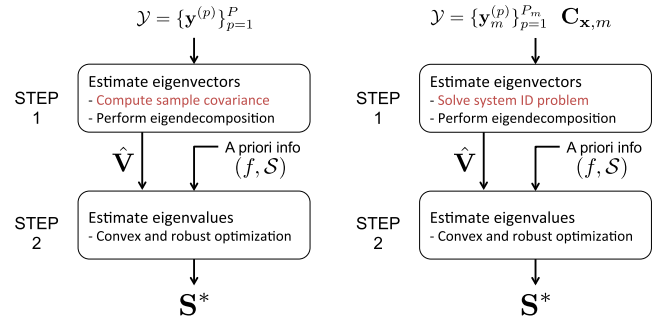 𝒴 = {y^(p)}_{p=1}^{P}
STEP 1
Estimate eigenvectors
- Compute sample covariance
- Perform eigendecomposition
V̂
A priori info
(f, 𝒮)
STEP 2
Estimate eigenvalues
- Convex and robust optimization
S*
𝒴 = {y_m^(p)}_{p=1}^{P_m} C_{x,m}
STEP 1
Estimate eigenvectors
- Solve system ID problem
- Perform eigendecomposition
V̂
A priori info
(f, 𝒮)
STEP 2
Estimate eigenvalues
- Convex and robust optimization
S*